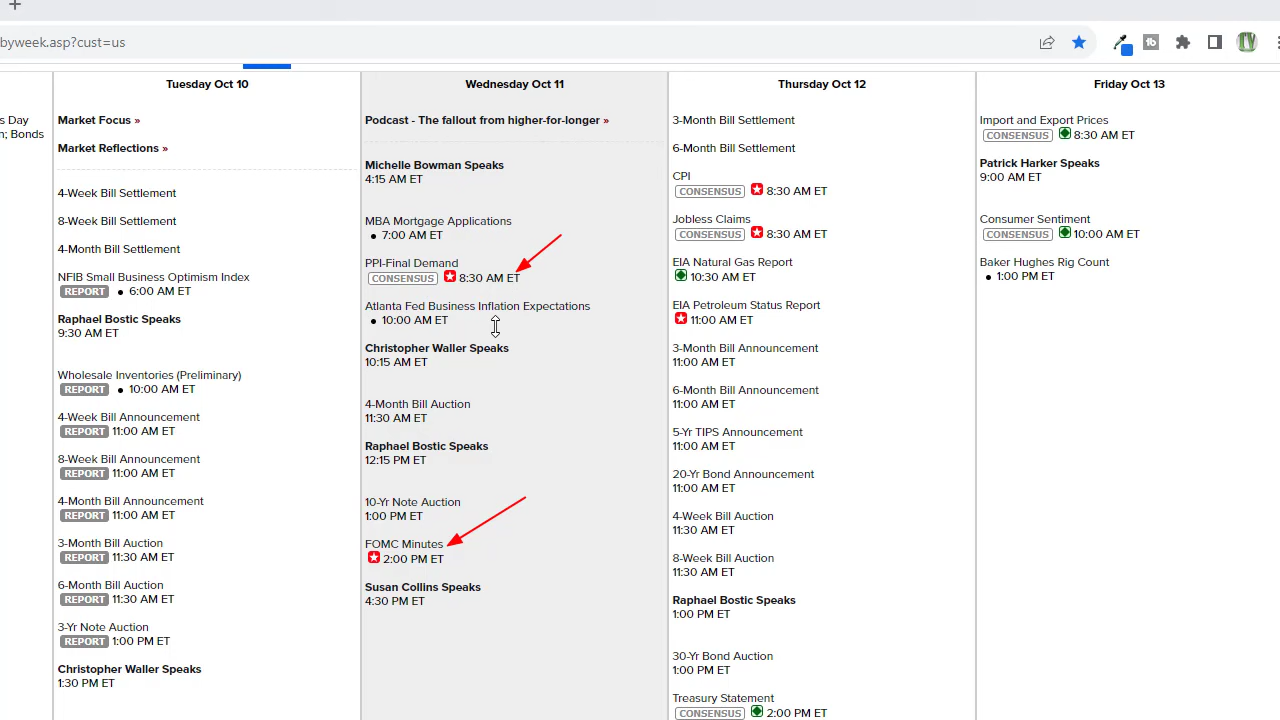 byweek.asp?cust=us
s Day
n; Bonds
Tuesday Oct 10
Market Focus »
Market Reflections »
4-Week Bill Settlement
8-Week Bill Settlement
4-Month Bill Settlement
NFIB Small Business Optimism Index
REPORT • 6:00 AM ET
Raphael Bostic Speaks
9:30 AM ET
Wholesale Inventories (Preliminary)
REPORT • 10:00 AM ET
4-Week Bill Announcement
REPORT 11:00 AM ET
8-Week Bill Announcement
REPORT 11:00 AM ET
4-Month Bill Announcement
REPORT 11:00 AM ET
3-Month Bill Auction
REPORT 11:30 AM ET
6-Month Bill Auction
REPORT 11:30 AM ET
3-Yr Note Auction
REPORT 1:00 PM ET
Christopher Waller Speaks
1:30 PM ET
Wednesday Oct 11
Podcast - The fallout from higher-for-longer »
Michelle Bowman Speaks
4:15 AM ET
MBA Mortgage Applications
• 7:00 AM ET
PPI-Final Demand
CONSENSUS 8:30 AM ET
Atlanta Fed Business Inflation Expectations
• 10:00 AM ET
Christopher Waller Speaks
10:15 AM ET
4-Month Bill Auction
11:30 AM ET
Raphael Bostic Speaks
12:15 PM ET
10-Yr Note Auction
1:00 PM ET
FOMC Minutes
2:00 PM ET
Susan Collins Speaks
4:30 PM ET
Thursday Oct 12
3-Month Bill Settlement
6-Month Bill Settlement
CPI
CONSENSUS 8:30 AM ET
Jobless Claims
CONSENSUS 8:30 AM ET
EIA Natural Gas Report
10:30 AM ET
EIA Petroleum Status Report
11:00 AM ET
3-Month Bill Announcement
11:00 AM ET
6-Month Bill Announcement
11:00 AM ET
5-Yr TIPS Announcement
11:00 AM ET
20-Yr Bond Announcement
11:00 AM ET
4-Week Bill Auction
11:30 AM ET
8-Week Bill Auction
11:30 AM ET
Raphael Bostic Speaks
1:00 PM ET
30-Yr Bond Auction
1:00 PM ET
Treasury Statement
CONSENSUS 2:00 PM ET
Friday Oct 13
Import and Export Prices
CONSENSUS 8:30 AM ET
Patrick Harker Speaks
9:00 AM ET
Consumer Sentiment
CONSENSUS 10:00 AM ET
Baker Hughes Rig Count
• 1:00 PM ET